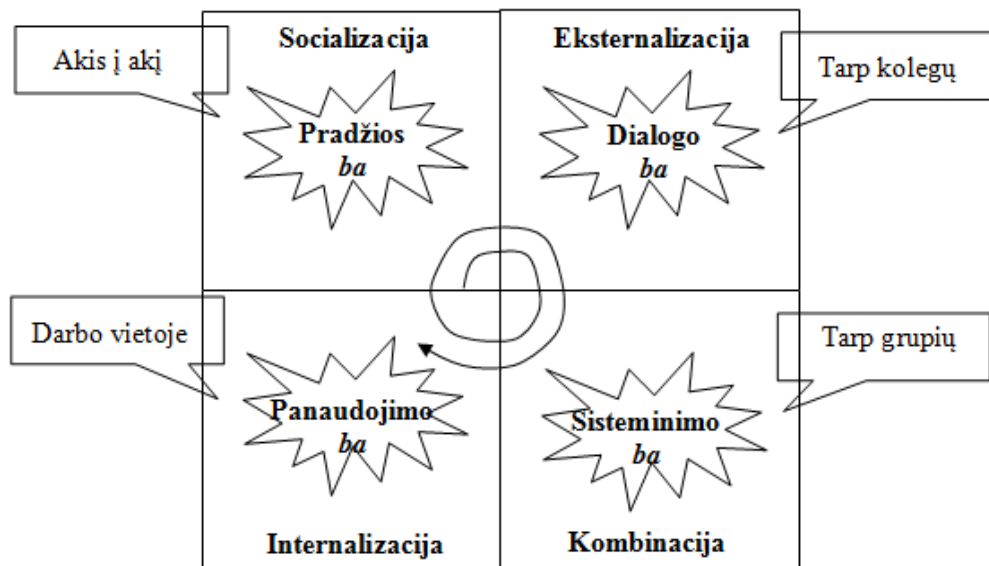 Socializacija
Eksternalizacija
Akis į akį
Tarp kolegų
Pradžios
ba
Dialogo
ba
Darbo vietoje
Tarp grupių
Panaudojimo
ba
Sisteminimo
ba
Internalizacija
Kombinacija